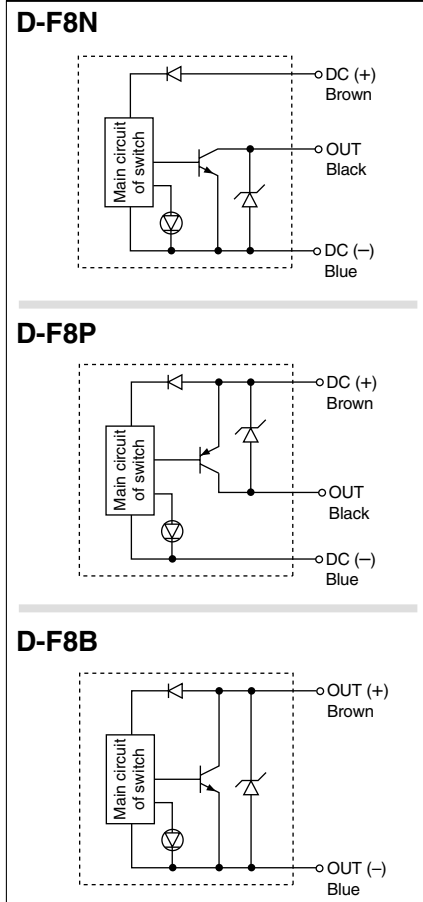 D-F8N
DC (+)
Brown
Main circuit
of switch
OUT
Black
DC (–)
Blue
D-F8P
DC (+)
Brown
Main circuit
of switch
OUT
Black
DC (–)
Blue
D-F8B
OUT (+)
Brown
Main circuit
of switch
OUT (–)
Blue